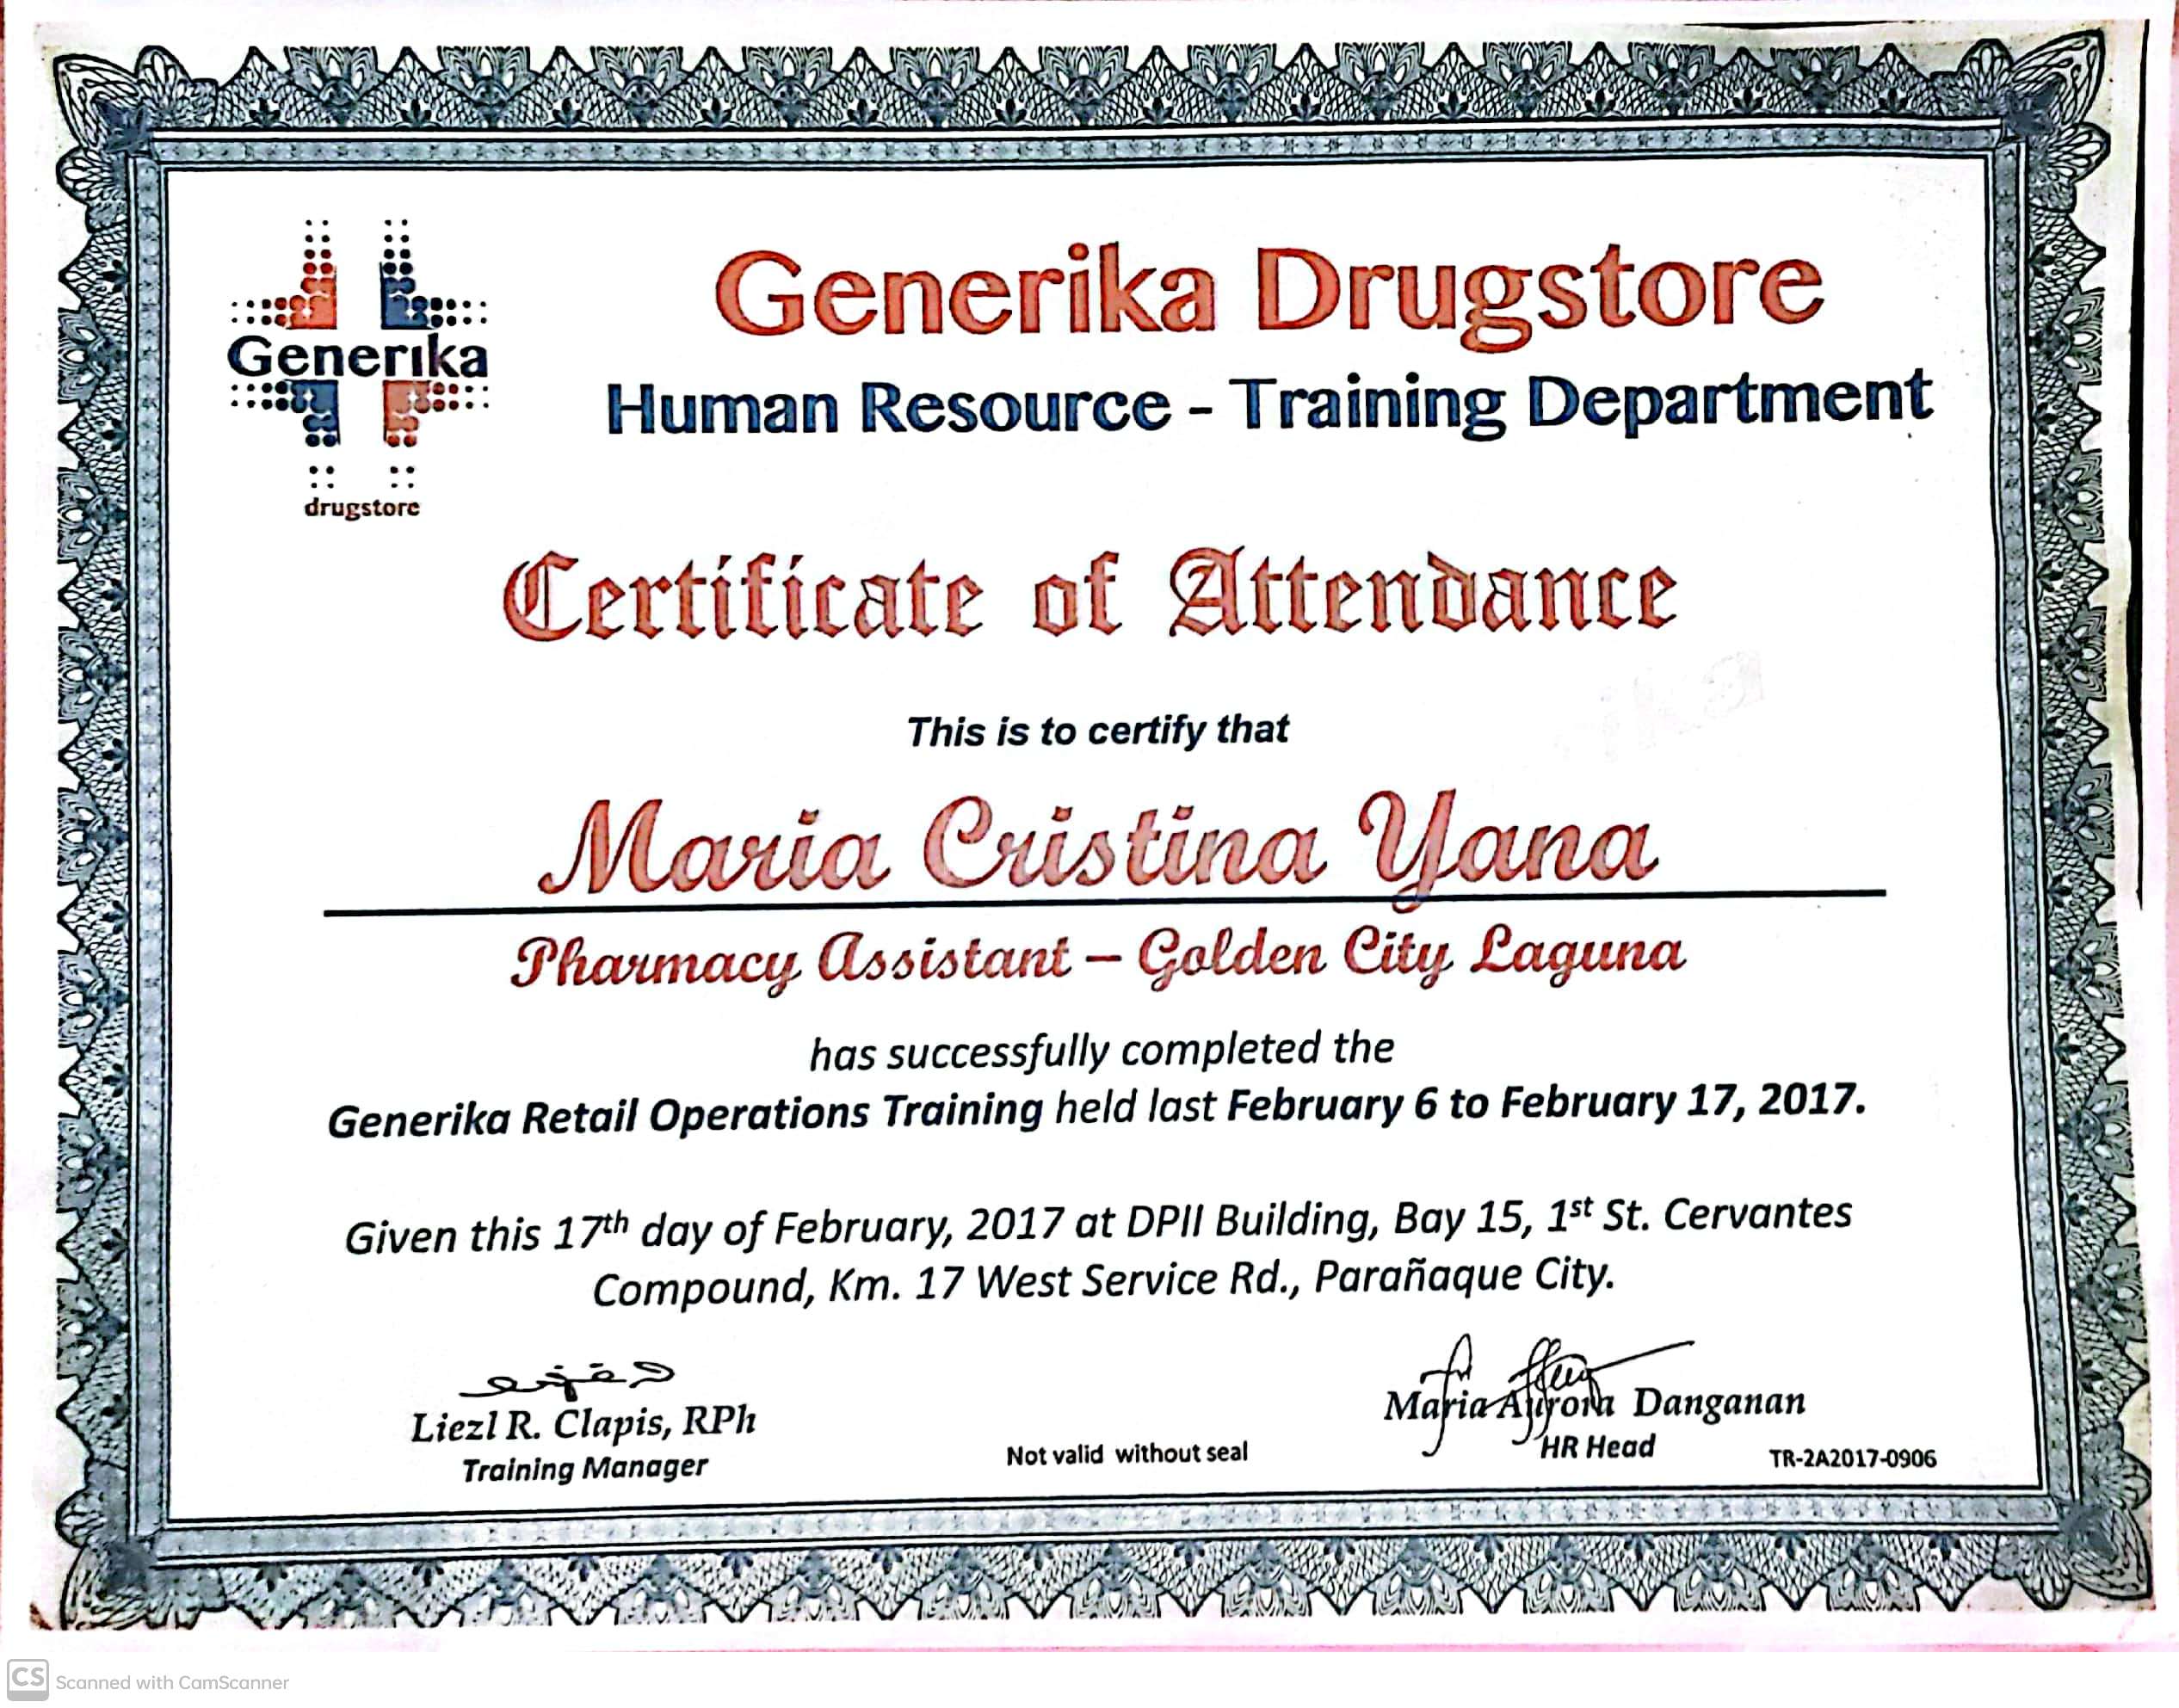 Generika
drugstore
Generika Drugstore
Human Resource - Training Department
Certificate of Attendance
This is to certify that
Maria Cristina Yana
Pharmacy Assistant – Golden City Laguna
has successfully completed the
Generika Retail Operations Training held last February 6 to February 17, 2017.
Given this 17th day of February, 2017 at DPII Building, Bay 15, 1st St. Cervantes
Compound, Km. 17 West Service Rd., Parañaque City.
Liezl R. Clapis, RPh
Training Manager
Not valid without seal
Maria Aurora Danganan
HR Head
TR-2A2017-0906
CS Scanned with CamScanner